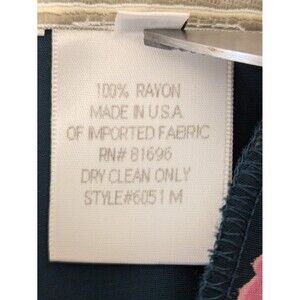 100% RAYON
MADE IN U.S.A.
OF IMPORTED FABRIC
RN# 81696
DRY CLEAN ONLY
STYLE#6051 M